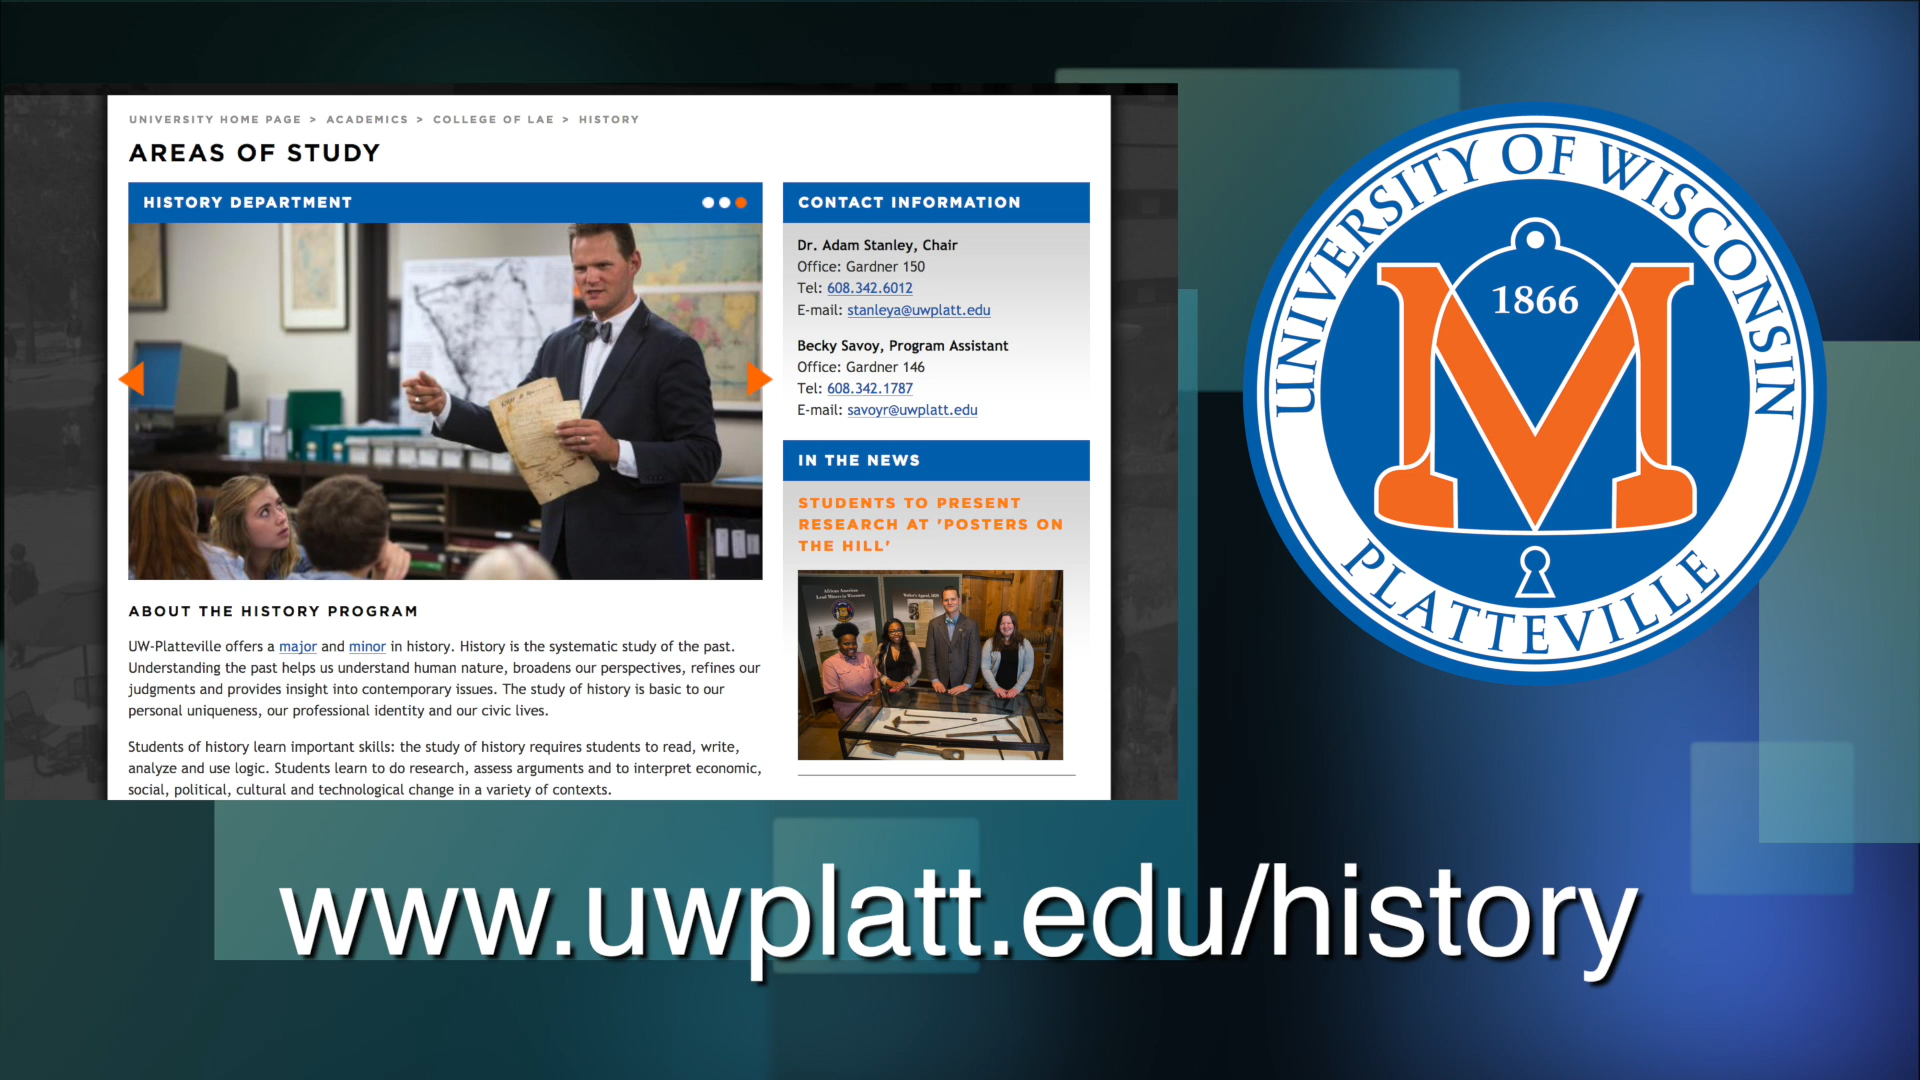 UNIVERSITY HOME PAGE > ACADEMICS > COLLEGE OF LAE > HISTORY
AREAS OF STUDY
HISTORY DEPARTMENT
ABOUT THE HISTORY PROGRAM
UW-Platteville offers a major and minor in history. History is the systematic study of the past.
Understanding the past helps us understand human nature, broadens our perspectives, refines our
judgments and provides insight into contemporary issues. The study of history is basic to our
personal uniqueness, our professional identity and our civic lives.
Students of history learn important skills: the study of history requires students to read, write,
analyze and use logic. Students learn to do research, assess arguments and to interpret economic,
social, political, cultural and technological change in a variety of contexts.
CONTACT INFORMATION
Dr. Adam Stanley, Chair
Office: Gardner 150
Tel: 608.342.6012
E-mail: stanleya@uwplatt.edu
Becky Savoy, Program Assistant
Office: Gardner 146
Tel: 608.342.1787
E-mail: savoyr@uwplatt.edu
IN THE NEWS
STUDENTS TO PRESENT
RESEARCH AT 'POSTERS ON
THE HILL'
African American
Lead Miners in Wisconsin
UNIVERSITY OF WISCONSIN
1866
M
PLATTEVILLE
www.uwplatt.edu/history